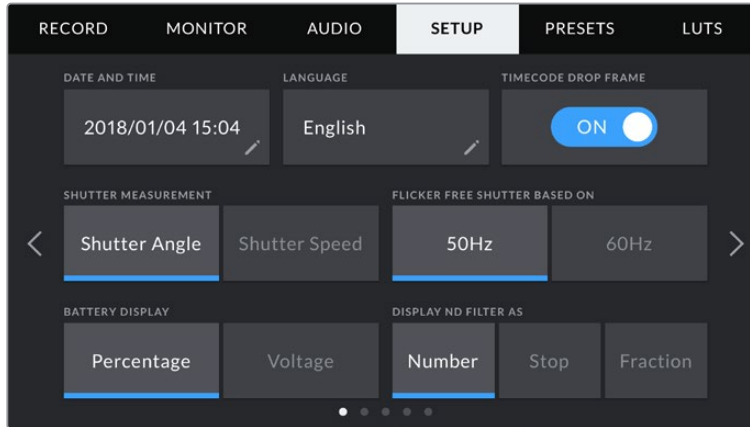 RECORD MONITOR AUDIO SETUP PRESETS LUTS
DATE AND TIME LANGUAGE TIMECODE DROP FRAME
2018/01/04 15:04 English ON
SHUTTER MEASUREMENT FLICKER FREE SHUTTER BASED ON
Shutter Angle Shutter Speed 50Hz 60Hz
BATTERY DISPLAY DISPLAY ND FILTER AS
Percentage Voltage Number Stop Fraction